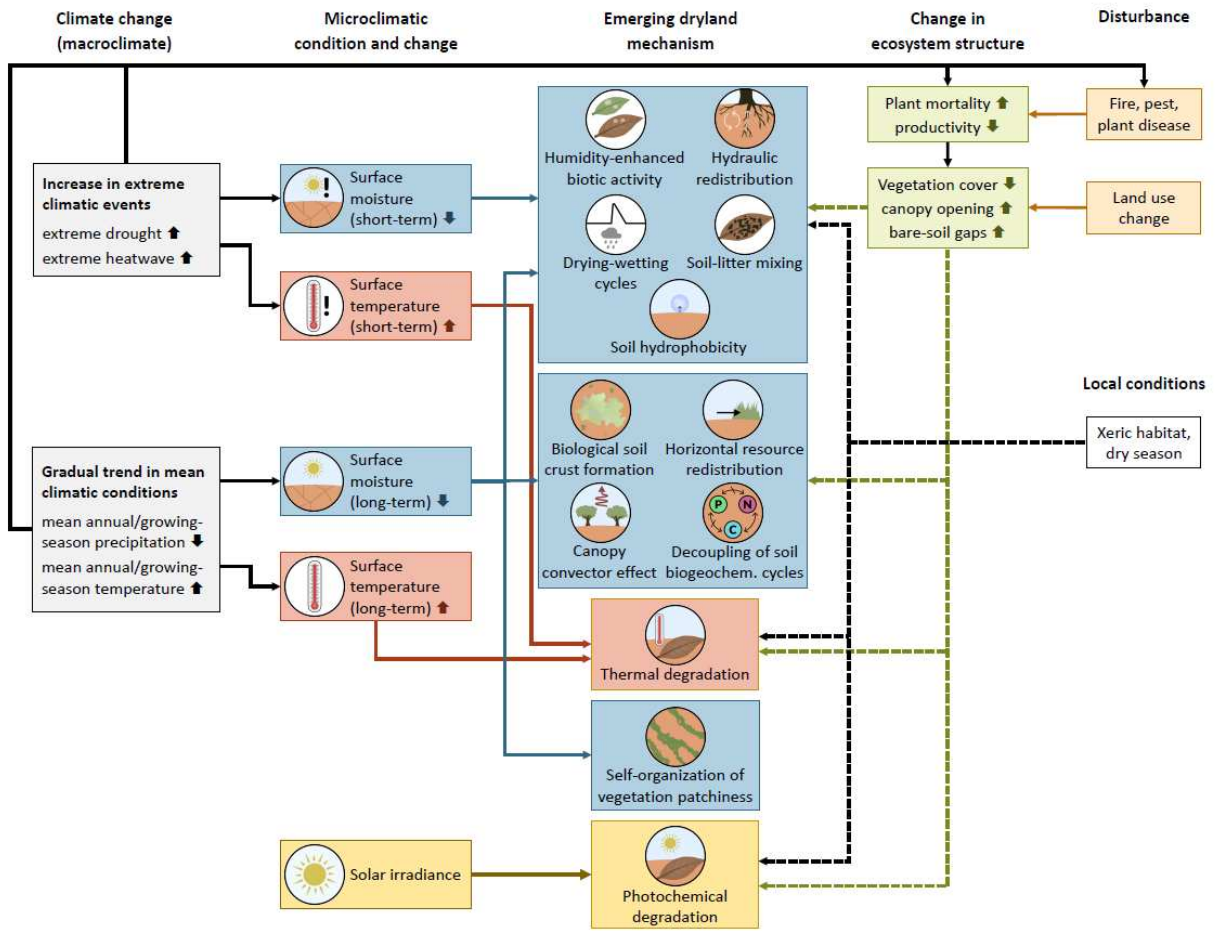 Climate change
(macroclimate)
Microclimatic
condition and change
Emerging dryland
mechanism
Change in
ecosystem structure
Disturbance
Increase in extreme
climatic events
extreme drought ⬆
extreme heatwave ⬆
Gradual trend in mean
climatic conditions
mean annual/growing-
season precipitation ⬇
mean annual/growing-
season temperature ⬆
! Surface
moisture
(short-term) ⬇
! Surface
temperature
(short-term) ⬆
Surface
moisture
(long-term) ⬇
Surface
temperature
(long-term) ⬆
Solar irradiance
Humidity-enhanced
biotic activity
Hydraulic
redistribution
Drying-wetting
cycles
Soil-litter mixing
Soil hydrophobicity
Biological soil
crust formation
Horizontal resource
redistribution
Canopy
convector effect
P N
C
Decoupling of soil
biogeochem. cycles
Thermal degradation
Self-organization of
vegetation patchiness
Photochemical
degradation
Plant mortality ⬆
productivity ⬇
Vegetation cover ⬇
canopy opening ⬆
bare-soil gaps ⬆
Fire, pest,
plant disease
Land use
change
Local conditions
Xeric habitat,
dry season